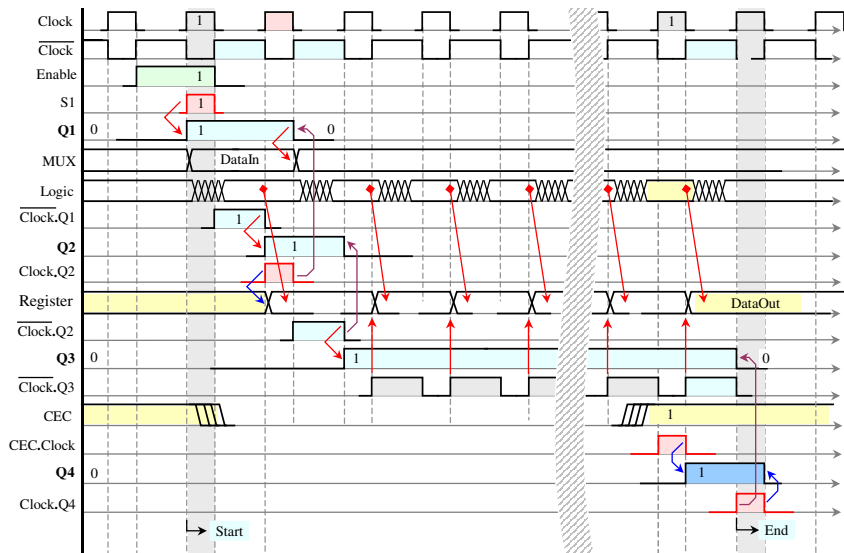 Clock 1 1
Clock 0
Enable 1
S1 1
Q1 0 1 0
MUX DataIn
Logic
Clock.Q1 1
Q2 1
Clock.Q2
Register DataOut
Clock.Q2
Q3 0 1 0
Clock.Q3
CEC 1
CEC.Clock
Q4 0 1
Clock.Q4
Start End